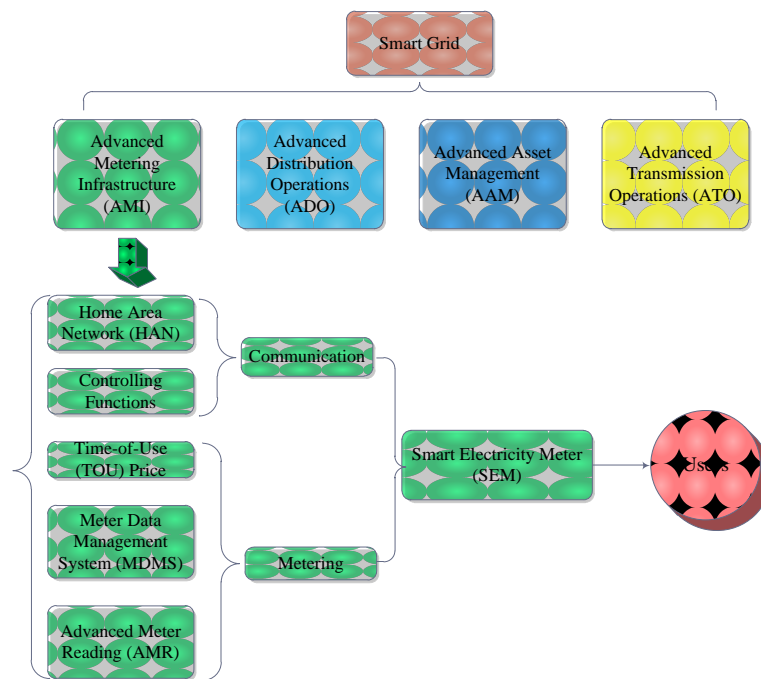 Smart Grid
Advanced
Metering
Infrastructure
(AMI)
Advanced
Distribution
Operations
(ADO)
Advanced Asset
Management
(AAM)
Advanced
Transmission
Operations (ATO)
Home Area
Network (HAN)
Controlling
Functions
Communication
Time-of-Use
(TOU) Price
Smart Electricity Meter
(SEM)
Users
Meter Data
Management
System (MDMS)
Metering
Advanced Meter
Reading (AMR)